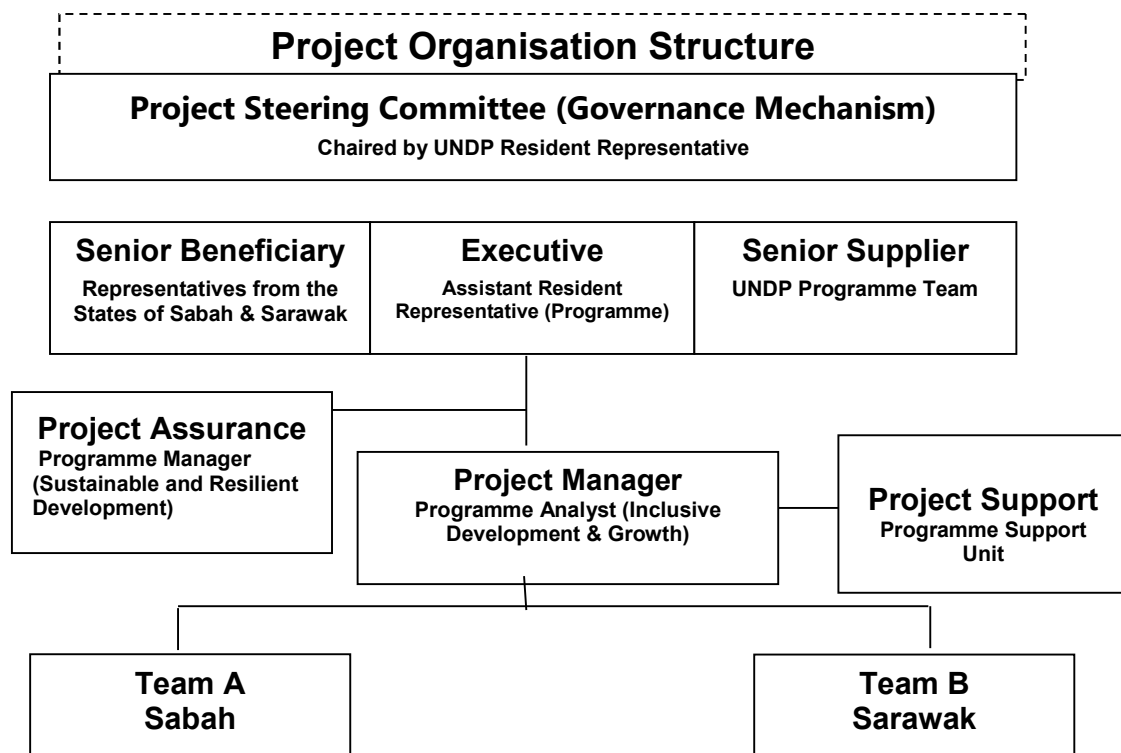 Project Organisation Structure
Project Steering Committee (Governance Mechanism)
Chaired by UNDP Resident Representative
Senior Beneficiary
Representatives from the
States of Sabah & Sarawak
Executive
Assistant Resident
Representative (Programme)
Senior Supplier
UNDP Programme Team
Project Assurance
Programme Manager
(Sustainable and Resilient
Development)
Project Manager
Programme Analyst (Inclusive
Development & Growth)
Project Support
Programme Support
Unit
Team A
Sabah
Team B
Sarawak